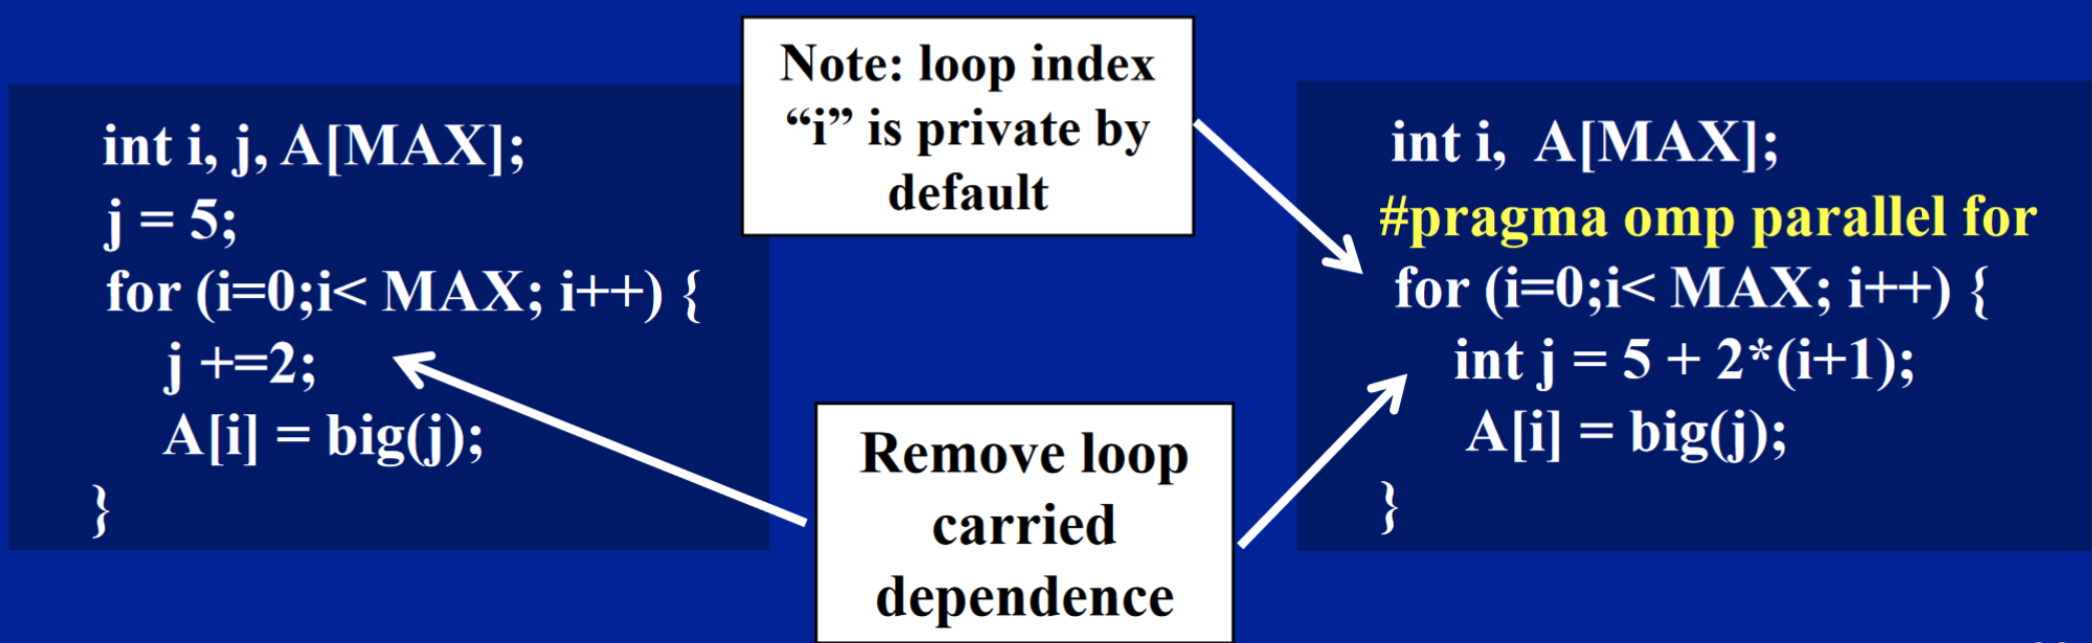 int i, j, A[MAX];
j = 5;
for (i=0;i< MAX; i++) {
j +=2;
A[i] = big(j);
}
Note: loop index
“i” is private by
default
Remove loop
carried
dependence
int i, A[MAX];
#pragma omp parallel for
for (i=0;i< MAX; i++) {
int j = 5 + 2*(i+1);
A[i] = big(j);
}